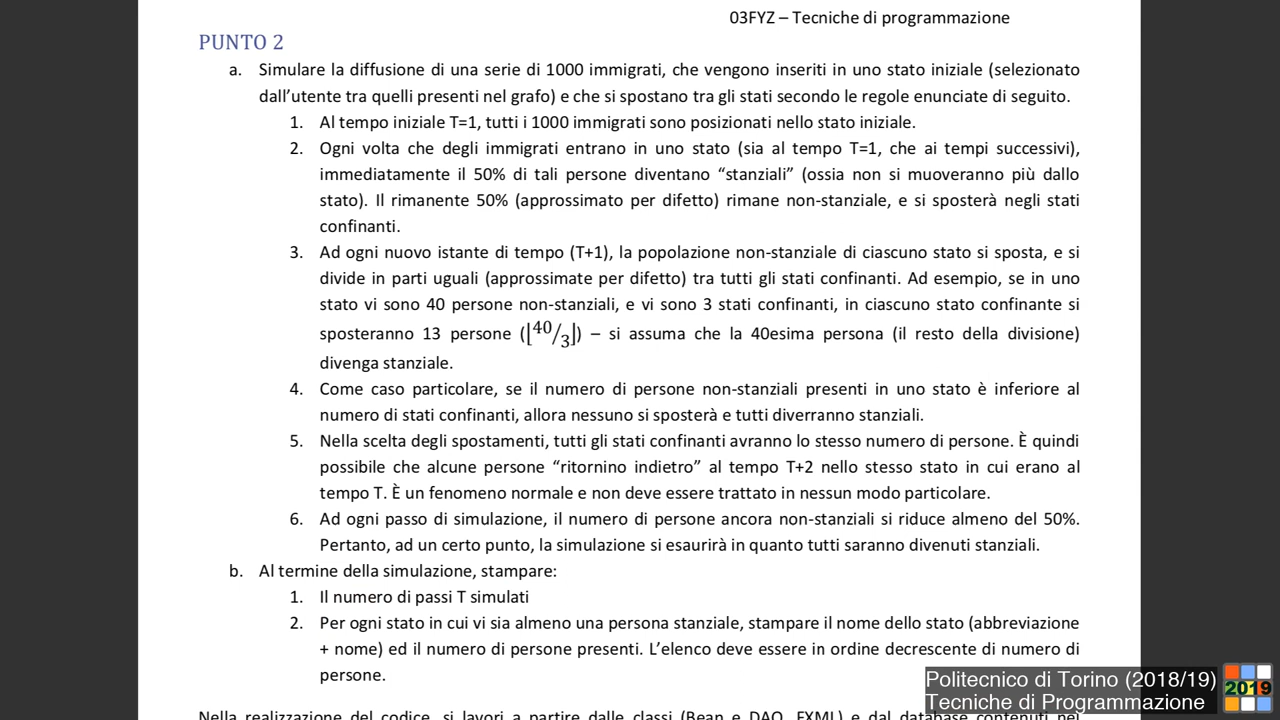 03FYZ – Tecniche di programmazione
PUNTO 2
a. Simulare la diffusione di una serie di 1000 immigrati, che vengono inseriti in uno stato iniziale (selezionato
dall’utente tra quelli presenti nel grafo) e che si spostano tra gli stati secondo le regole enunciate di seguito.
1. Al tempo iniziale T=1, tutti i 1000 immigrati sono posizionati nello stato iniziale.
2. Ogni volta che degli immigrati entrano in uno stato (sia al tempo T=1, che ai tempi successivi),
immediatamente il 50% di tali persone diventano “stanziali” (ossia non si muoveranno più dallo
stato). Il rimanente 50% (approssimato per difetto) rimane non-stanziale, e si sposterà negli stati
confinanti.
3. Ad ogni nuovo istante di tempo (T+1), la popolazione non-stanziale di ciascuno stato si sposta, e si
divide in parti uguali (approssimate per difetto) tra tutti gli stati confinanti. Ad esempio, se in uno
stato vi sono 40 persone non-stanziali, e vi sono 3 stati confinanti, in ciascuno stato confinante si
sposteranno 13 persone (⌊40/3⌋) – si assuma che la 40esima persona (il resto della divisione)
divenga stanziale.
4. Come caso particolare, se il numero di persone non-stanziali presenti in uno stato è inferiore al
numero di stati confinanti, allora nessuno si sposterà e tutti diverranno stanziali.
5. Nella scelta degli spostamenti, tutti gli stati confinanti avranno lo stesso numero di persone. È quindi
possibile che alcune persone “ritornino indietro” al tempo T+2 nello stesso stato in cui erano al
tempo T. È un fenomeno normale e non deve essere trattato in nessun modo particolare.
6. Ad ogni passo di simulazione, il numero di persone ancora non-stanziali si riduce almeno del 50%.
Pertanto, ad un certo punto, la simulazione si esaurirà in quanto tutti saranno divenuti stanziali.
b. Al termine della simulazione, stampare:
1. Il numero di passi T simulati
2. Per ogni stato in cui vi sia almeno una persona stanziale, stampare il nome dello stato (abbreviazione
+ nome) ed il numero di persone presenti. L’elenco deve essere in ordine decrescente di numero di
persone.
Nella realizzazione del codice, si lavori a partire dalle classi (Bean e DAO, FXML) e dal database contenuti nel
Politecnico di Torino (2018/19)
Tecniche di Programmazione
2019